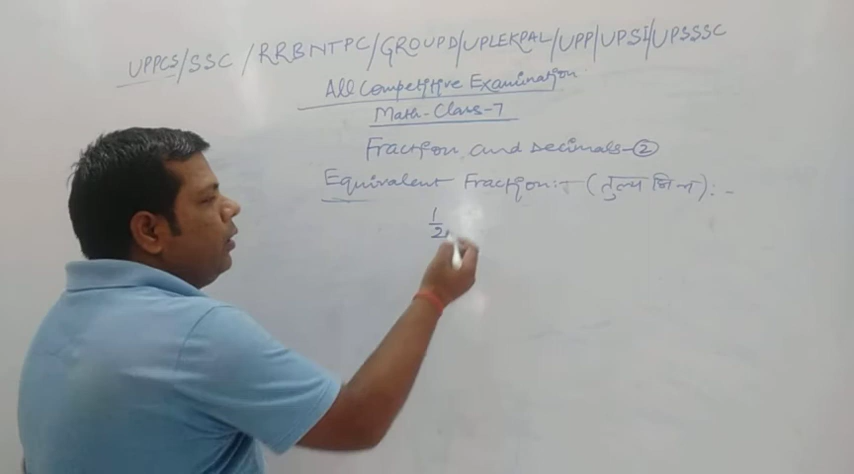 UPPCS/SSC/RRBNTPC/GROUPD/UPLEKPAL/UPP/UPSI/UPSSSC
All Competitive Examination
Math-Class-7
Fraction and Decimals-②
Equivalent Fraction:- (तुल्य भिन्न):-
1/2,